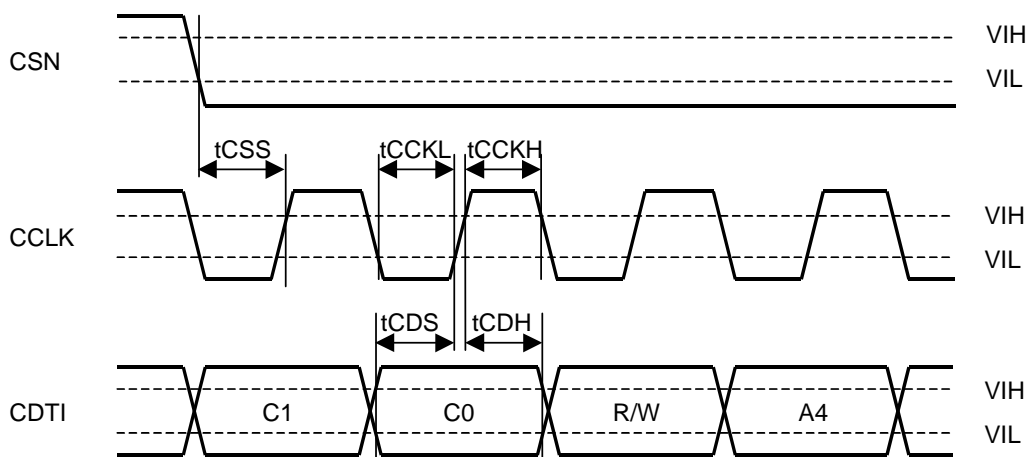 VIH
CSN
VIL
tCSS tCCKL tCCKH
VIH
CCLK
VIL
tCDS tCDH
VIH
CDTI C1 C0 R/W A4
VIL